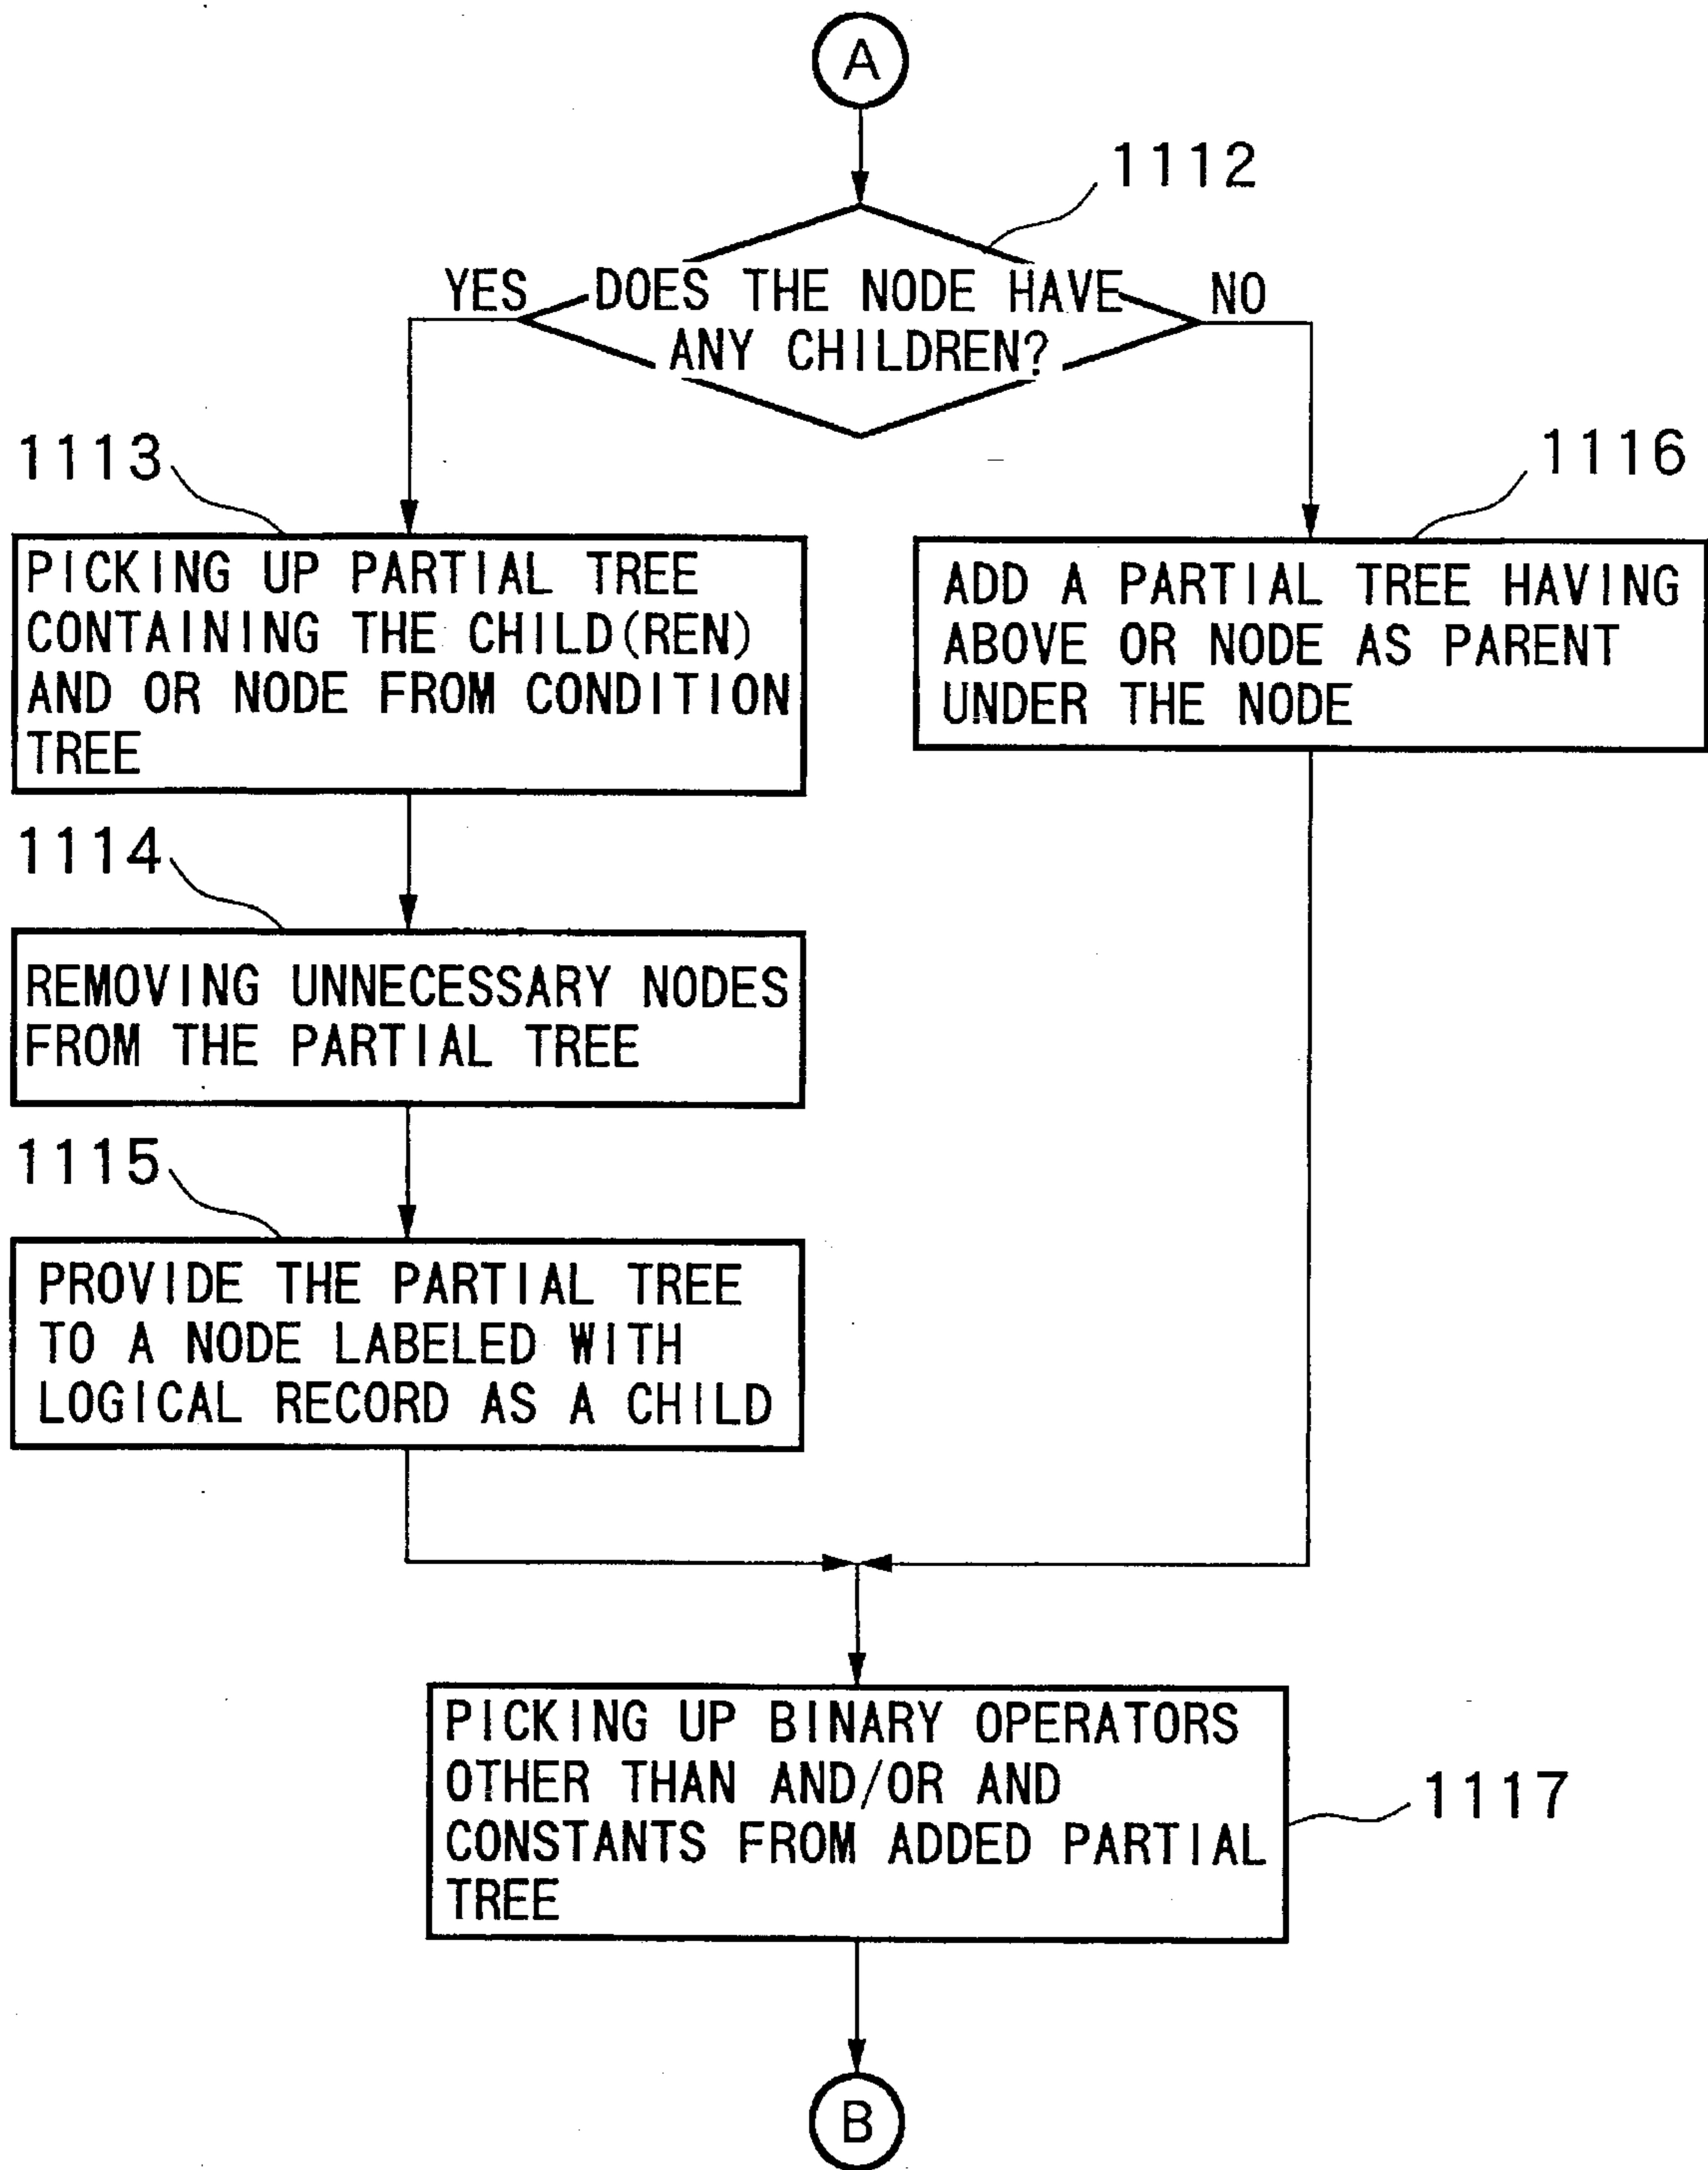 A
1112
YES
DOES THE NODE HAVE
ANY CHILDREN?
NO
1113
PICKING UP PARTIAL TREE
CONTAINING THE CHILD(REN)
AND OR NODE FROM CONDITION
TREE
1116
ADD A PARTIAL TREE HAVING
ABOVE OR NODE AS PARENT
UNDER THE NODE
1114
REMOVING UNNECESSARY NODES
FROM THE PARTIAL TREE
1115
PROVIDE THE PARTIAL TREE
TO A NODE LABELED WITH
LOGICAL RECORD AS A CHILD
PICKING UP BINARY OPERATORS
OTHER THAN AND/OR AND
CONSTANTS FROM ADDED PARTIAL
TREE
1117
B